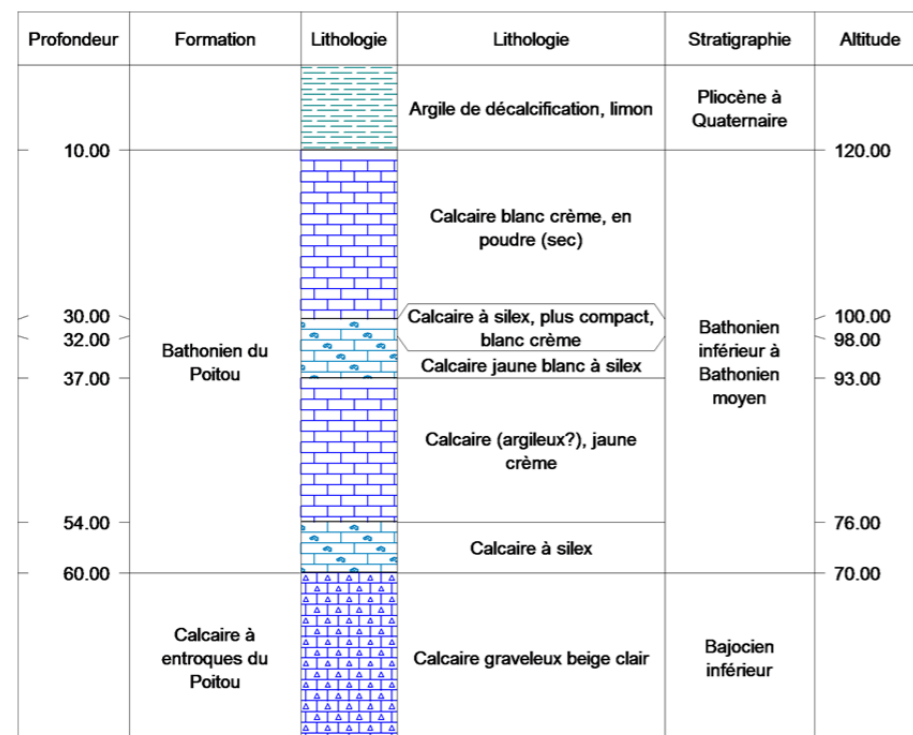 Profondeur Formation Lithologie Lithologie Stratigraphie Altitude
Argile de décalcification, limon
Pliocène à
Quaternaire
10.00 120.00
Calcaire blanc crème, en
poudre (sec)
30.00 100.00
Calcaire à silex, plus compact,
blanc crème
32.00 98.00
Calcaire jaune blanc à silex
37.00 93.00
Bathonien du
Poitou
Bathonien
inférieur à
Bathonien
moyen
Calcaire (argileux?), jaune
crème
54.00 76.00
Calcaire à silex
60.00 70.00
Calcaire à
entroques du
Poitou
Calcaire graveleux beige clair
Bajocien
inférieur